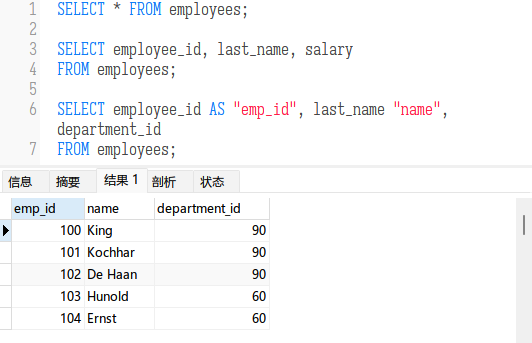 1 SELECT * FROM employees;
2
3 SELECT employee_id, last_name, salary
4 FROM employees;
5
6 SELECT employee_id AS "emp_id", last_name "name",
department_id
7 FROM employees;
信息 摘要 结果 1 剖析 状态
emp_id name department_id
100 King 90
101 Kochhar 90
102 De Haan 90
103 Hunold 60
104 Ernst 60